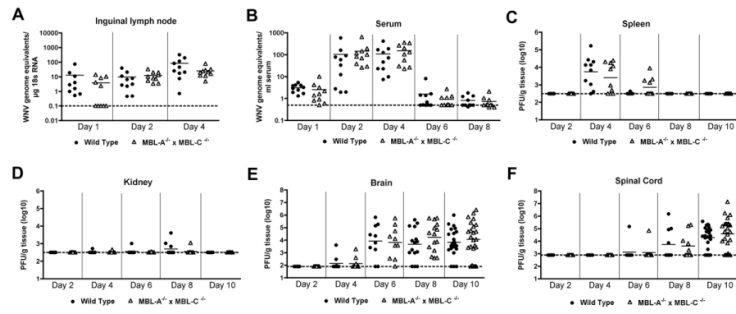 A
Inguinal lymph node
WNV genome equivalents/
µg 18s RNA
10000
1000
100
10
1
0.1
0.01
Day 1 Day 2 Day 4
Wild Type MBL-A-/- x MBL-C-/-
B
Serum
WNV genome equivalents/
ml serum
1000
100
10
1
0.1
Day 1 Day 2 Day 4 Day 6 Day 8
Wild Type MBL-A-/- x MBL-C-/-
C
Spleen
PFU/g tissue (log10)
6
5
4
3
2
1
Day 2 Day 4 Day 6 Day 8 Day 10
Wild Type MBL-A-/- x MBL-C-/-
D
Kidney
PFU/g tissue (log10)
6
5
4
3
2
1
Day 2 Day 4 Day 6 Day 8 Day 10
Wild Type MBL-A-/- x MBL-C-/-
E
Brain
PFU/g tissue (log10)
8
7
6
5
4
3
2
1
Day 2 Day 4 Day 6 Day 8 Day 10
Wild Type MBL-A-/- x MBL-C-/-
F
Spinal Cord
PFU/g tissue (log10)
8
7
6
5
4
3
2
1
Day 2 Day 4 Day 6 Day 8 Day 10
Wild Type MBL-A-/- x MBL-C-/-